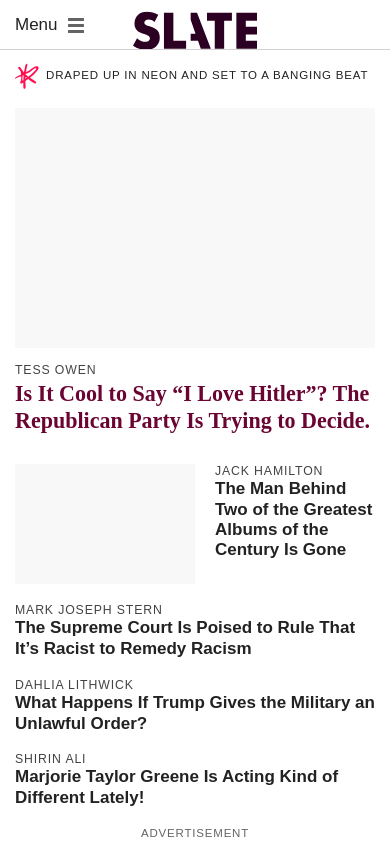 Menu
SLATE
DRAPED UP IN NEON AND SET TO A BANGING BEAT
TESS OWEN
Is It Cool to Say “I Love Hitler”? The
Republican Party Is Trying to Decide.
JACK HAMILTON
The Man Behind
Two of the Greatest
Albums of the
Century Is Gone
MARK JOSEPH STERN
The Supreme Court Is Poised to Rule That
It’s Racist to Remedy Racism
DAHLIA LITHWICK
What Happens If Trump Gives the Military an
Unlawful Order?
SHIRIN ALI
Marjorie Taylor Greene Is Acting Kind of
Different Lately!
ADVERTISEMENT